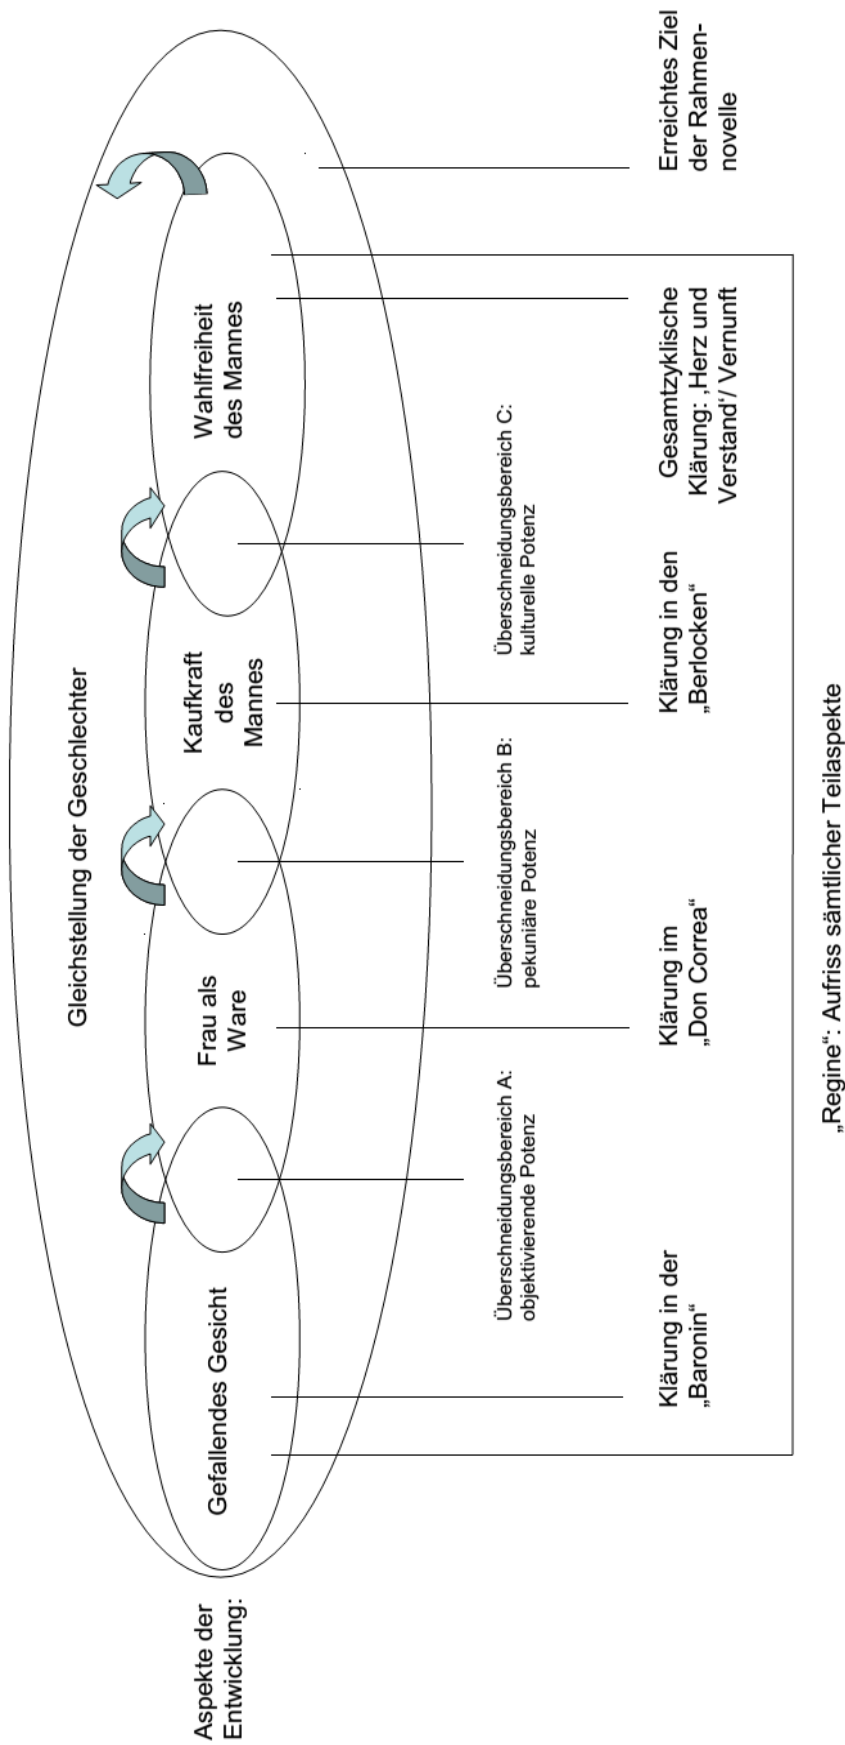 Gleichstellung der Geschlechter
Aspekte der
Entwicklung:
Gefallendes Gesicht
Frau als
Ware
Kaufkraft
des
Mannes
Wahlfreiheit
des Mannes
Überschneidungsbereich A:
objektivierende Potenz
Überschneidungsbereich B:
pekuniäre Potenz
Überschneidungsbereich C:
kulturelle Potenz
Klärung in der
„Baronin“
Klärung im
„Don Correa“
Klärung in den
„Berlocken“
Gesamtzyklische
Klärung: ‚Herz und
Verstand‘/ Vernunft
Erreichtes Ziel
der Rahmen-
novelle
„Regine“: Aufriss sämtlicher Teilaspekte